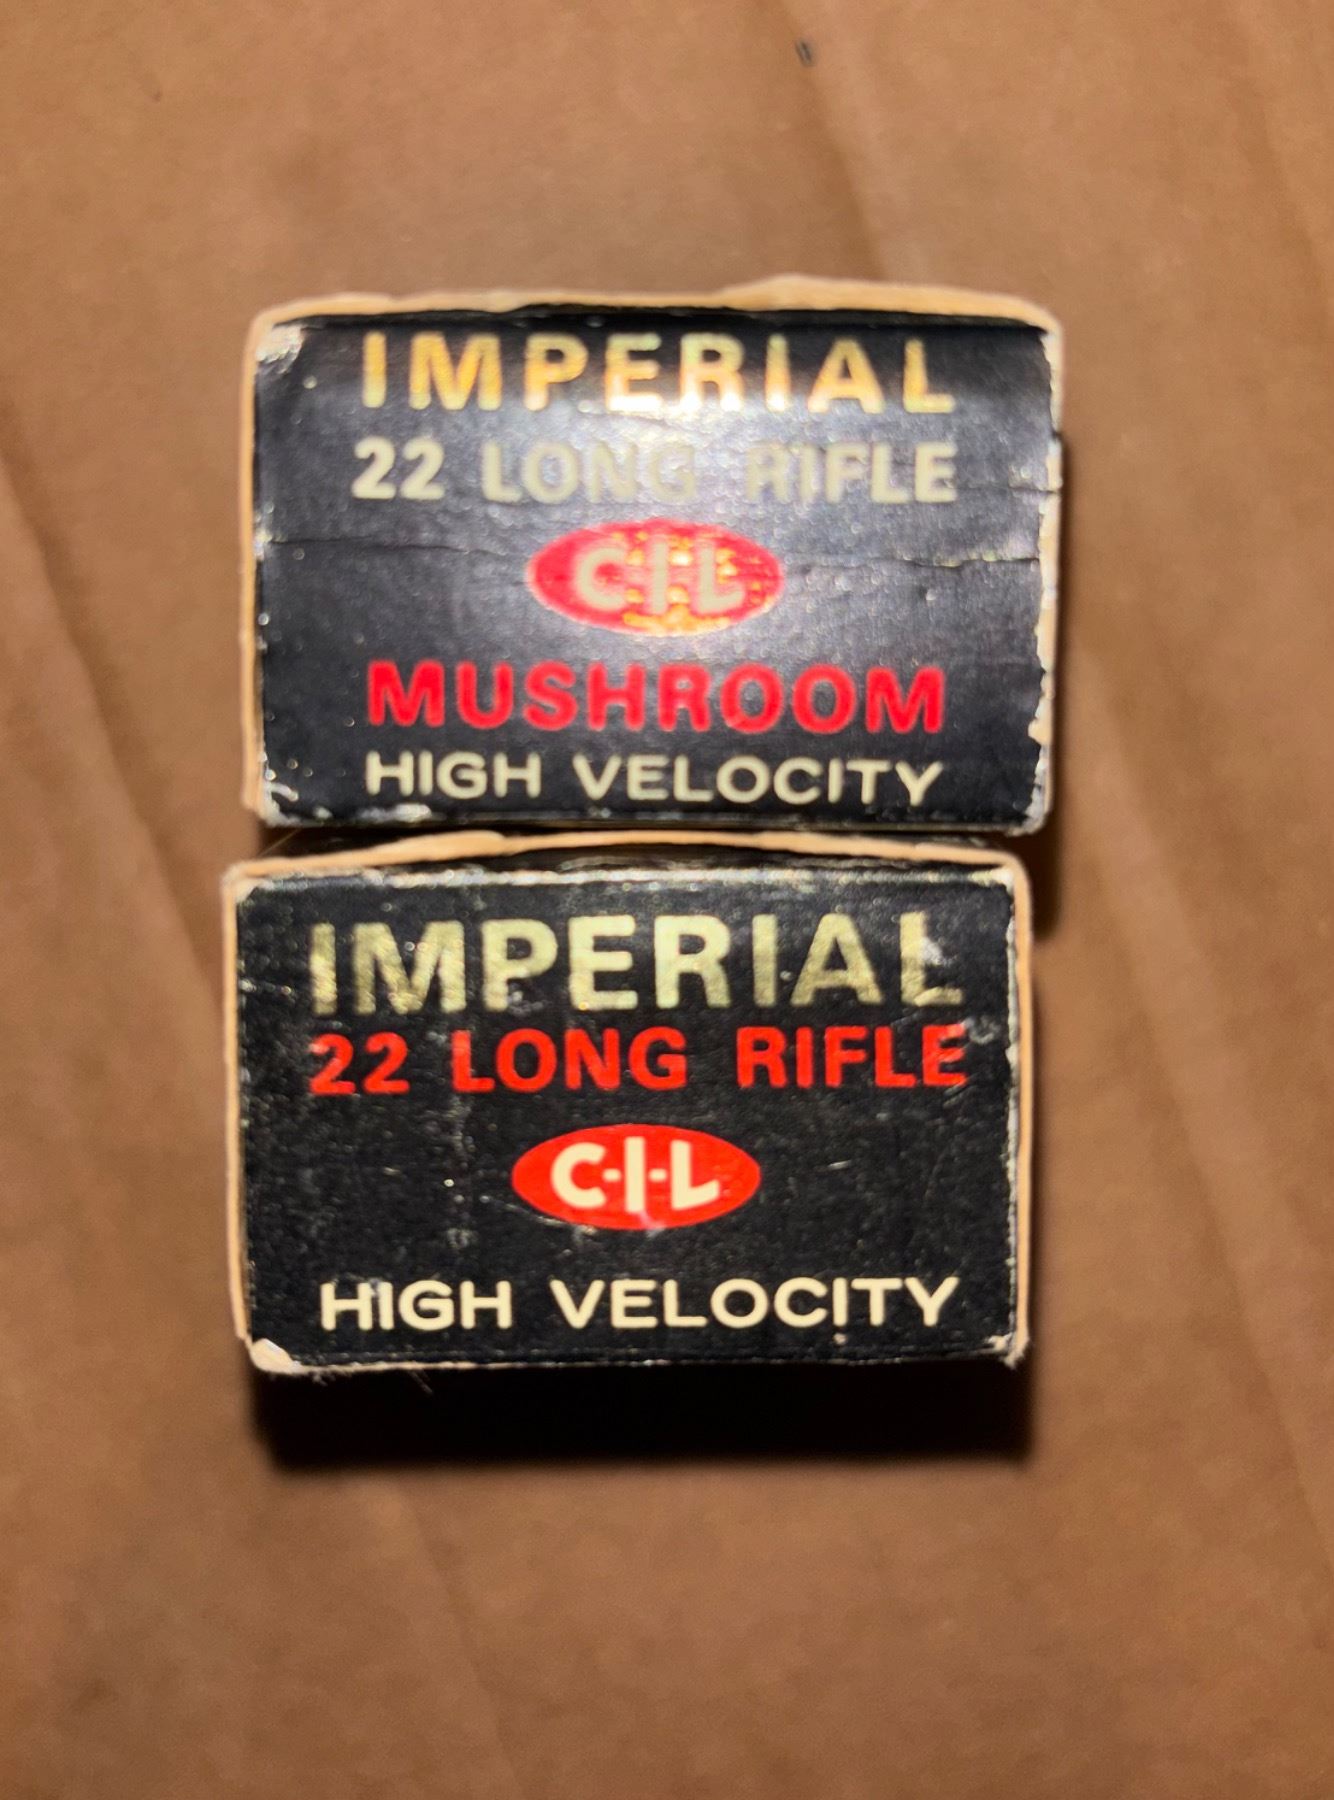 IMPERIAL
22 LONG RIFLE
C-I-L
MUSHROOM
HIGH VELOCITY
IMPERIAL
22 LONG RIFLE
C-I-L
HIGH VELOCITY